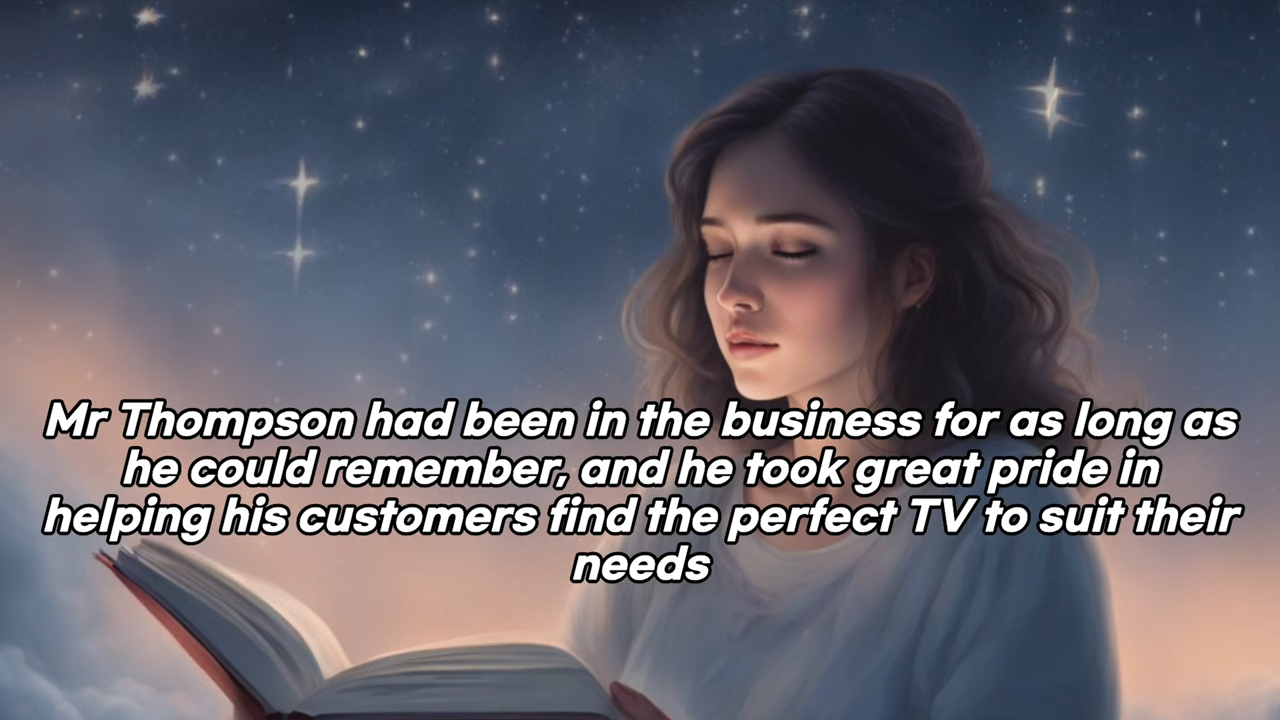 Mr Thompson had been in the business for as long as
he could remember, and he took great pride in
helping his customers find the perfect TV to suit their
needs